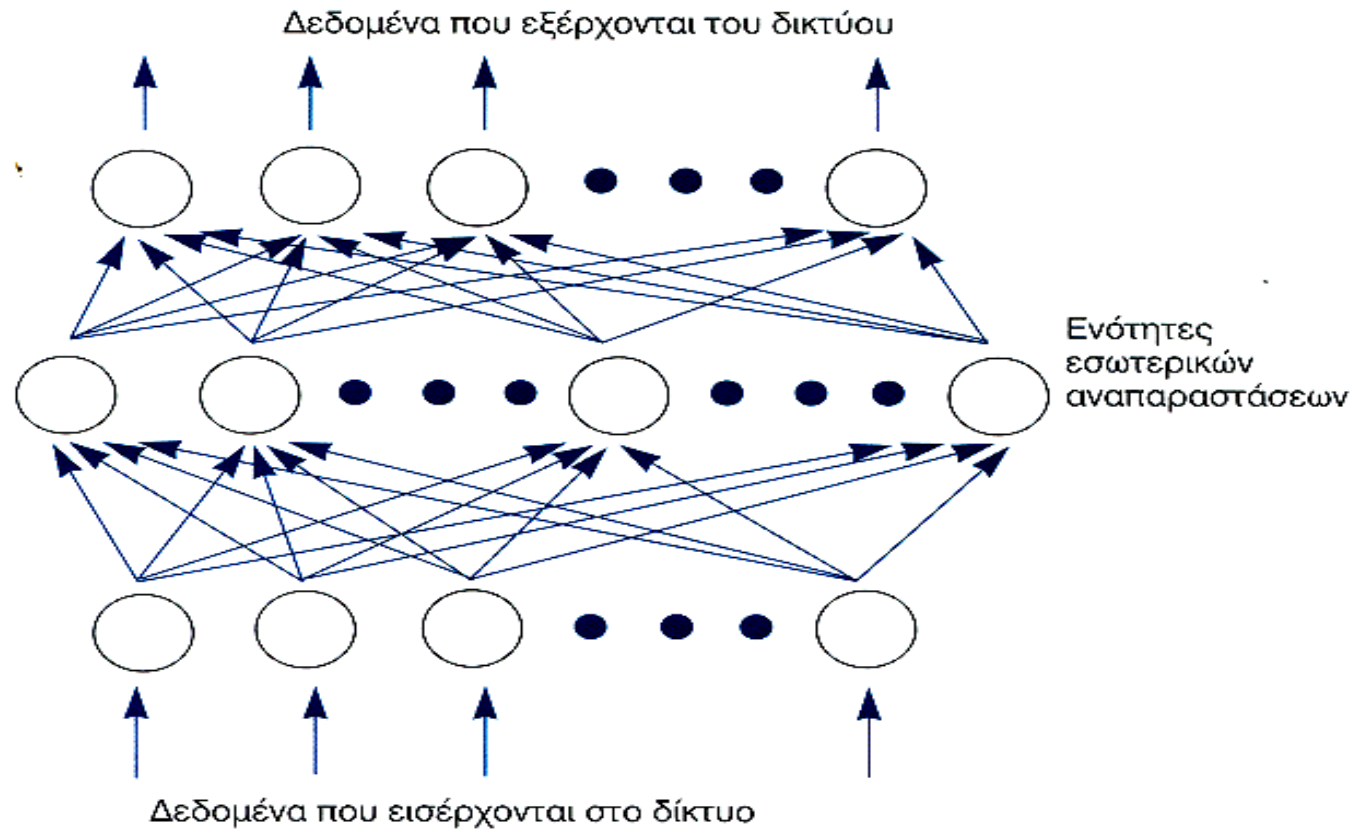 Δεδομένα που εξέρχονται του δικτύου
Ενότητες
εσωτερικών
αναπαραστάσεων
Δεδομένα που εισέρχονται στο δίκτυο